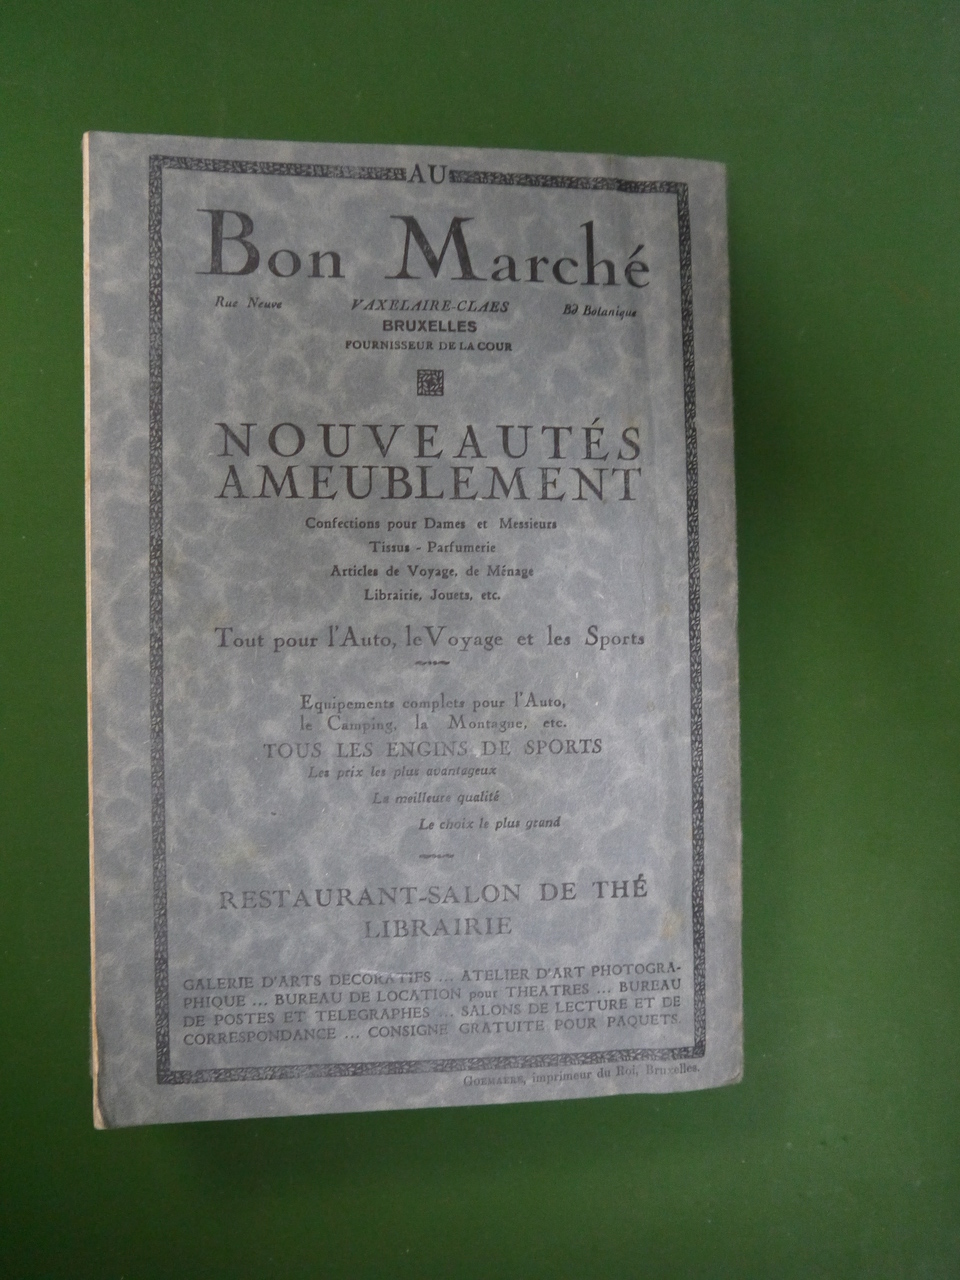 AU
Bon Marché
Rue Neuve VAXELAIRE-CLAES Bd Botanique
BRUXELLES
FOURNISSEUR DE LA COUR
NOUVEAUTÉS
AMEUBLEMENT
Confections pour Dames et Messieurs
Tissus - Parfumerie
Articles de Voyage, de Ménage
Librairie, Jouets, etc.
Tout pour l'Auto, le Voyage et les Sports
Equipements complets pour l'Auto,
le Camping, la Montagne, etc.
TOUS LES ENGINS DE SPORTS
Les prix les plus avantageux
La meilleure qualité
Le choix le plus grand
RESTAURANT-SALON DE THÉ
LIBRAIRIE
GALERIE D'ARTS DECORATIFS ... ATELIER D'ART PHOTOGRA-
PHIQUE ... BUREAU DE LOCATION pour THEATRES ... BUREAU
DE POSTES ET TELEGRAPHES ... SALONS DE LECTURE ET DE
CORRESPONDANCE ... CONSIGNE GRATUITE POUR PAQUETS.
GOEMAERE, imprimeur du Roi, Bruxelles.